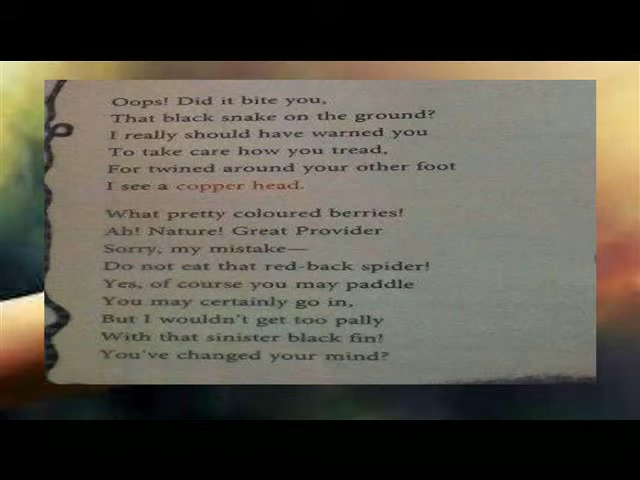 Oops! Did it bite you,
That black snake on the ground?
I really should have warned you
To take care how you tread,
For twined around your other foot
I see a copper head.
What pretty coloured berries!
Ah! Nature! Great Provider
Sorry, my mistake—
Do not eat that red-back spider!
Yes, of course you may paddle
You may certainly go in,
But I wouldn't get too pally
With that sinister black fin!
You've changed your mind?